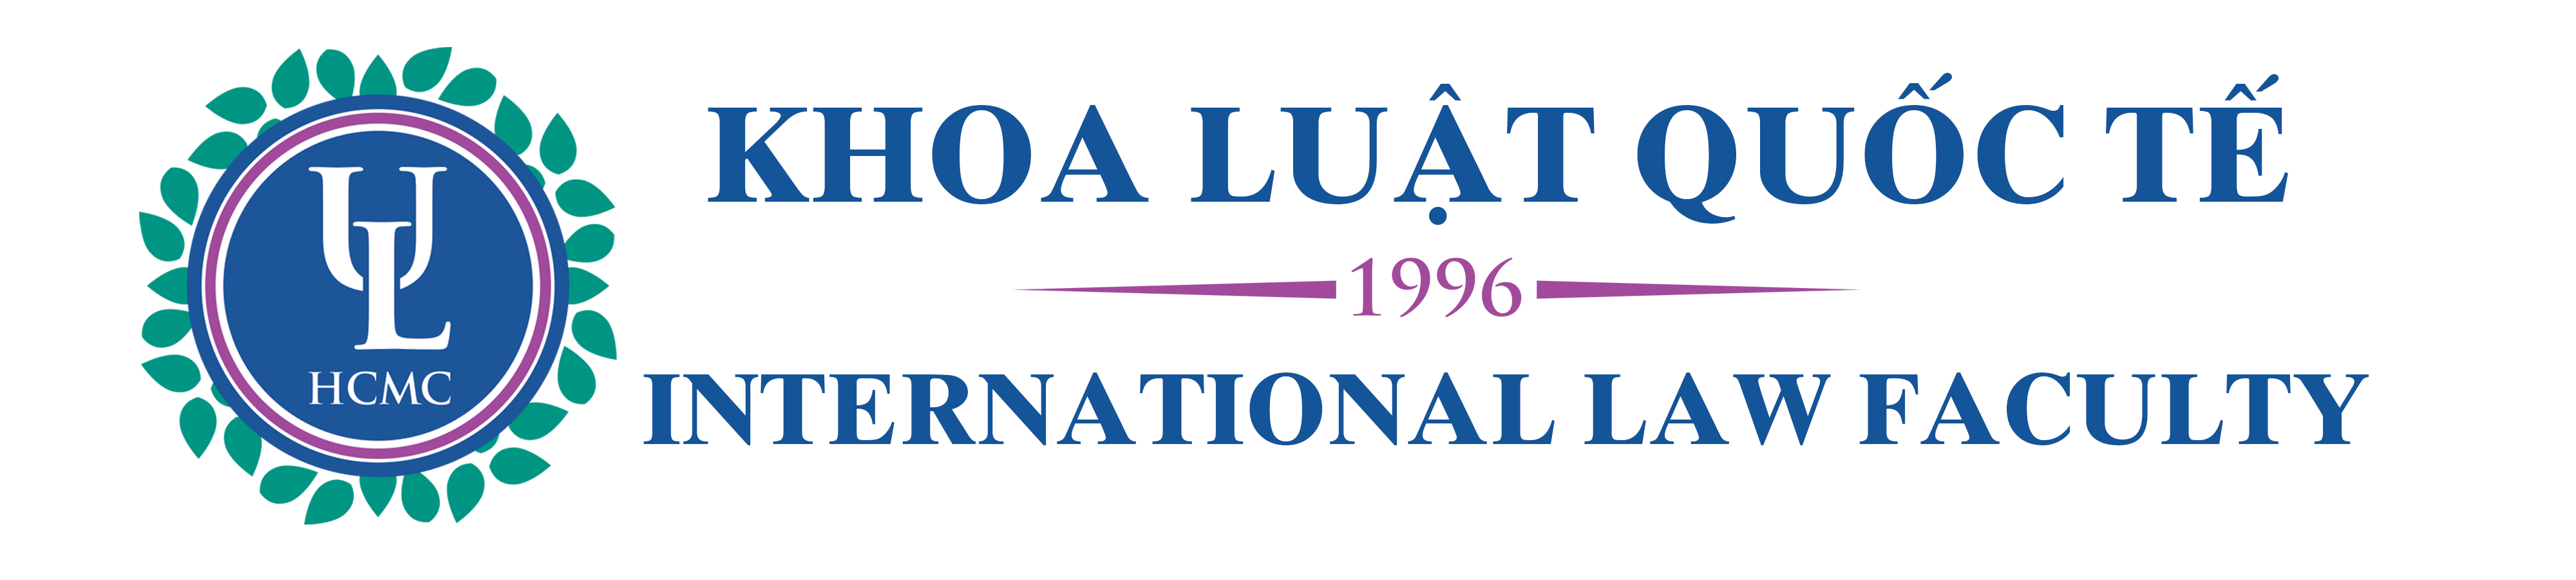 UL
HCMC
KHOA LUẬT QUỐC TẾ
1996
INTERNATIONAL LAW FACULTY